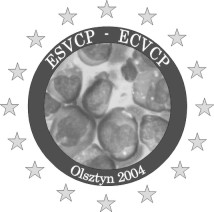 ESVCP - ECVCP
Olsztyn 2004